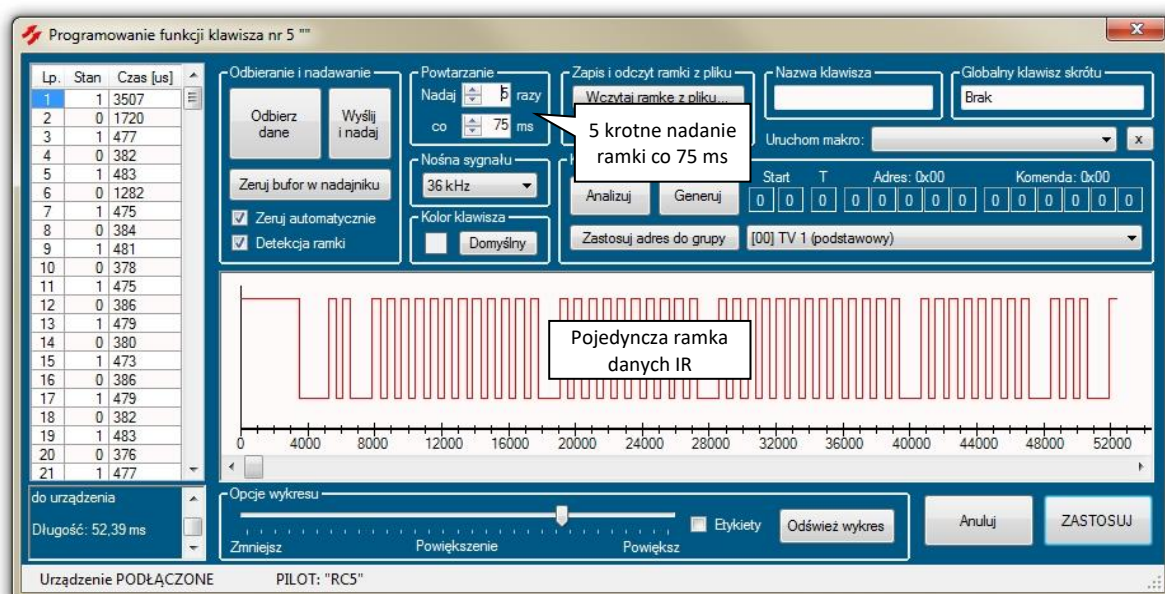 Programowanie funkcji klawisza nr 5 ""
x
Lp. Stan Czas [us]
1 1 3507
2 0 1720
3 1 477
4 0 382
5 1 483
6 0 1282
7 1 475
8 0 384
9 1 481
10 0 378
11 1 475
12 0 386
13 1 479
14 0 380
15 1 473
16 0 386
17 1 479
18 0 382
19 1 483
20 0 376
21 1 477
do urządzenia
Długość: 52,39 ms
Odbieranie i nadawanie
Odbierz dane
Wyślij i nadaj
Zeruj bufor w nadajniku
Zeruj automatycznie
Detekcja ramki
Powtarzanie
Nadaj 5 razy
co 75 ms
Nośna sygnału
36 kHz
Kolor klawisza
Domyślny
Zapis i odczyt ramki z pliku
Wczytaj ramkę z pliku...
5 krotne nadanie
ramki co 75 ms
Analizuj Generuj
Zastosuj adres do grupy
Nazwa klawisza
Globalny klawisz skrótu
Brak
Uruchom makro:
x
Start T Adres: 0x00 Komenda: 0x00
0 0 0 0 0 0 0 0 0 0 0 0 0 0
[00] TV 1 (podstawowy)
Pojedyncza ramka
danych IR
0 4000 8000 12000 16000 20000 24000 28000 32000 36000 40000 44000 48000 52000
Opcje wykresu
Zmniejsz Powiększenie Powiększ
Etykiety
Odśwież wykres
Anuluj
ZASTOSUJ
Urządzenie PODŁĄCZONE PILOT: "RC5"